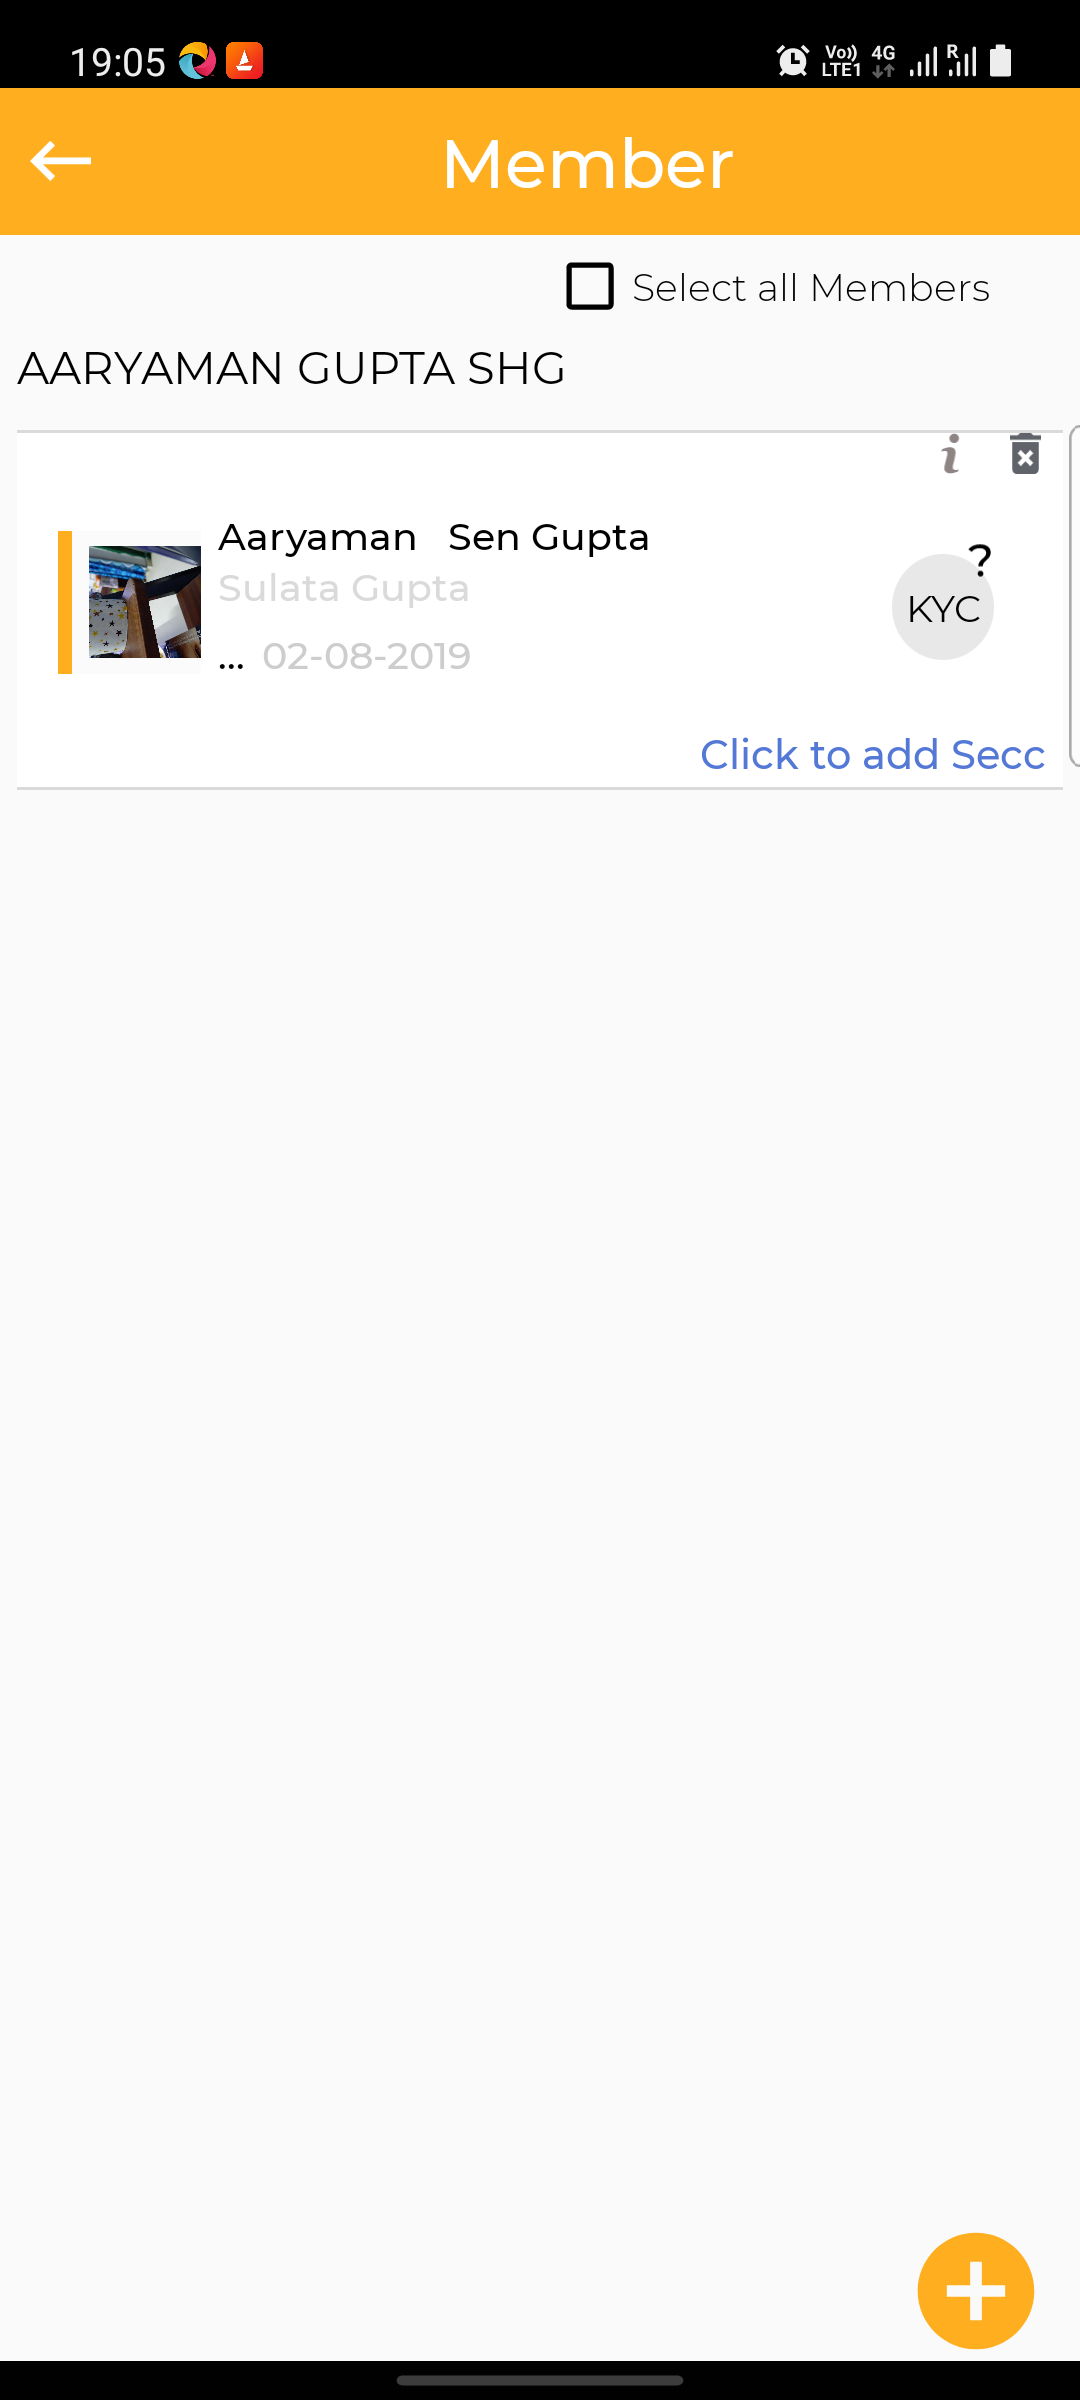 19:05 Vo)) LTE1 4G R
Member
Select all Members
AARYAMAN GUPTA SHG
i
Aaryaman Sen Gupta
Sulata Gupta
?
KYC
... 02-08-2019
Click to add Secc